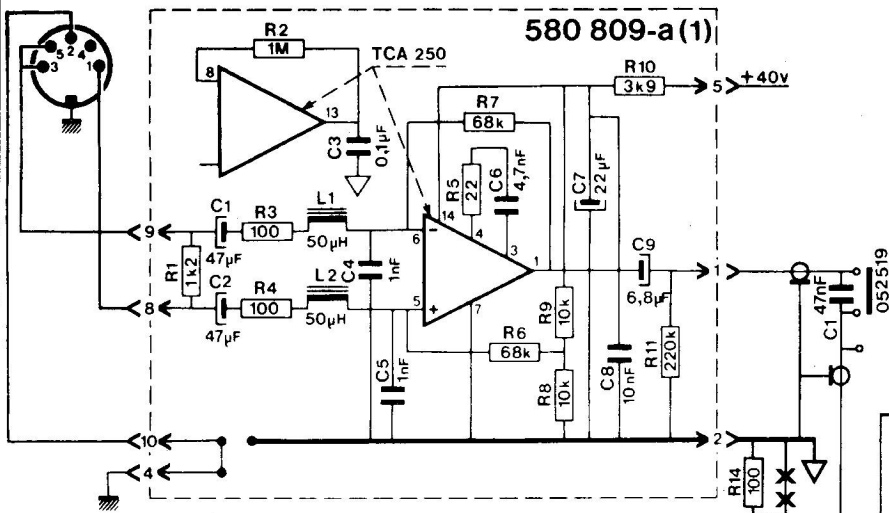 580 809-a (1)
R2
1M
TCA 250
8
13
C3
0,1µF
2
5
4
3
1
R10
3k9
5
+40v
R7
68k
R5
22
C6
4,7nF
C7
22µF
14
4
3
9
C1
47µF
R3
100
L1
50µH
6
−
1
R1
1k2
C4
1nF
C9
6,8µF
1
8
C2
47µF
R4
100
L2
50µH
5
+
7
R9
10k
R6
68k
C5
1nF
R8
10k
C8
10nF
R11
220k
47nF
C1
052519
10
4
2
R14
100